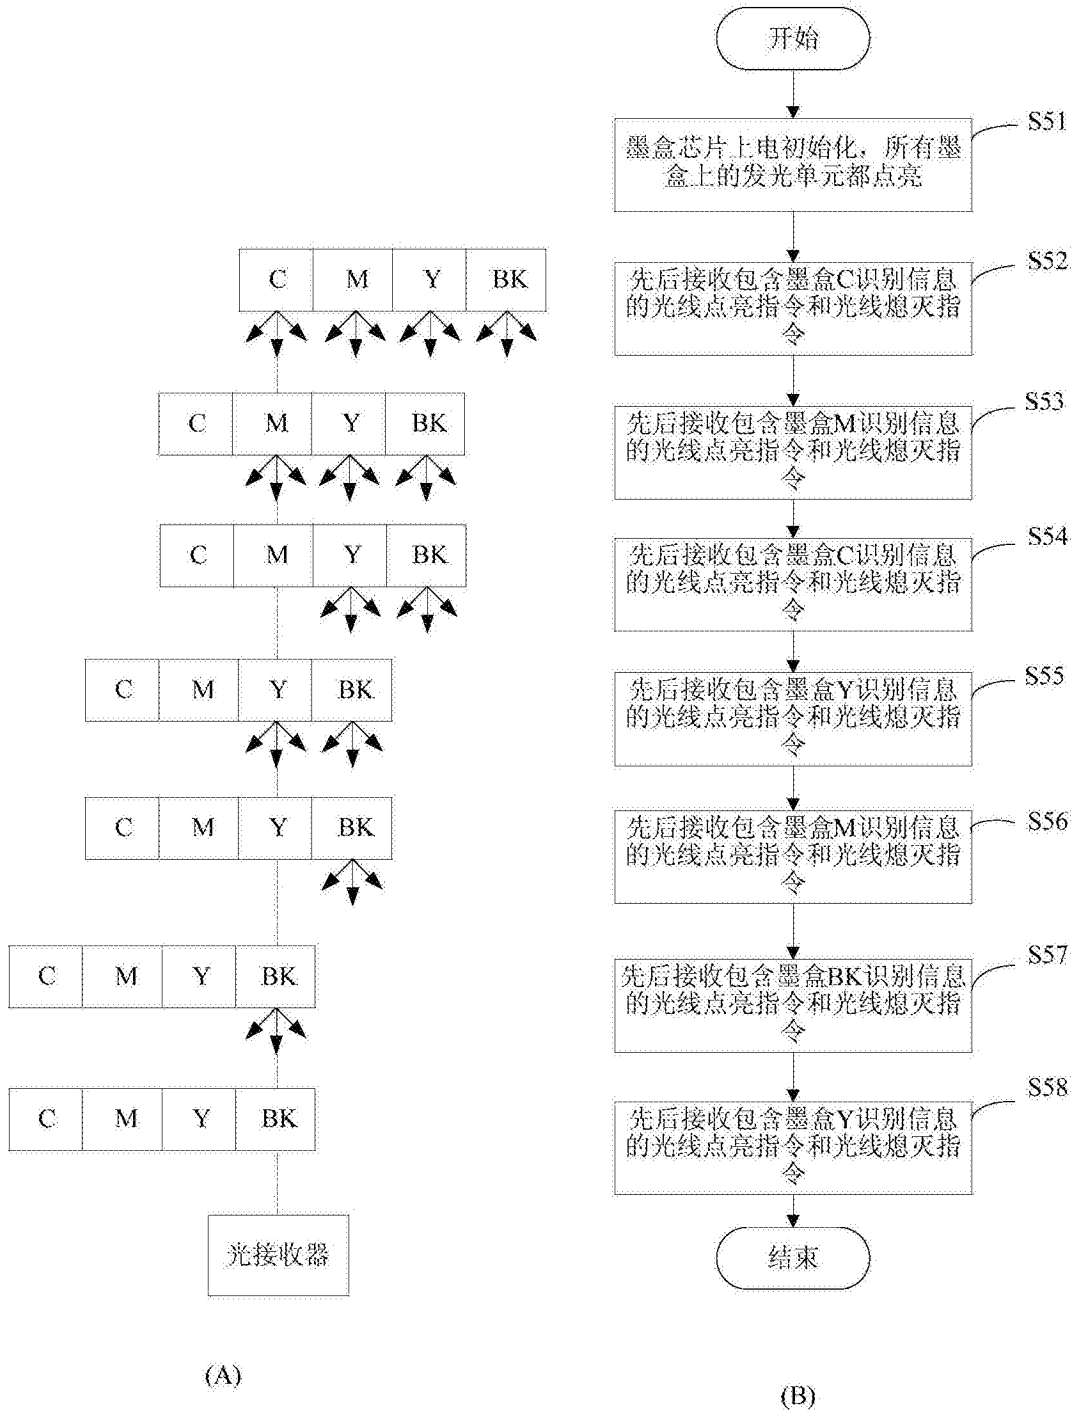 C M Y BK
C M Y BK
C M Y BK
C M Y BK
C M Y BK
C M Y BK
C M Y BK
光接收器
(A)
开始
墨盒芯片上电初始化，所有墨
盒上的发光单元都点亮
S51
先后接收包含墨盒C识别信息
的光线点亮指令和光线熄灭指
令
S52
先后接收包含墨盒M识别信息
的光线点亮指令和光线熄灭指
令
S53
先后接收包含墨盒C识别信息
的光线点亮指令和光线熄灭指
令
S54
先后接收包含墨盒Y识别信息
的光线点亮指令和光线熄灭指
令
S55
先后接收包含墨盒M识别信息
的光线点亮指令和光线熄灭指
令
S56
先后接收包含墨盒BK识别信息
的光线点亮指令和光线熄灭指
令
S57
先后接收包含墨盒Y识别信息
的光线点亮指令和光线熄灭指
令
S58
结束
(B)